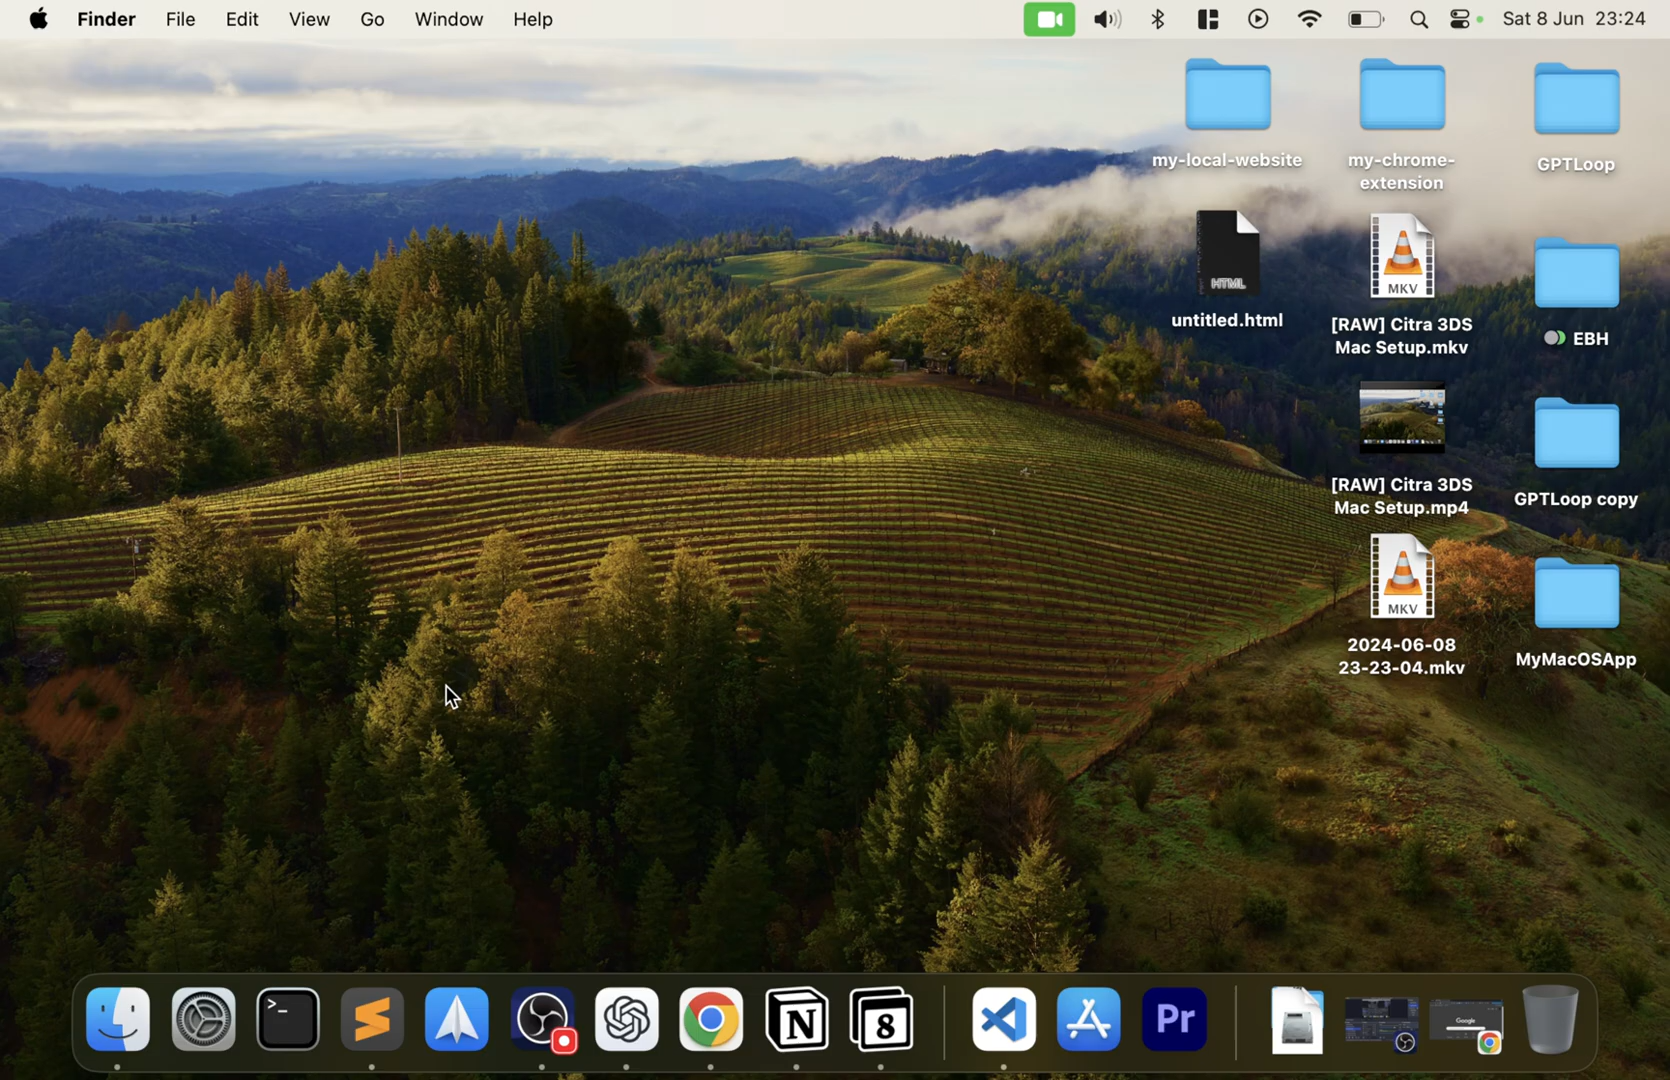 Finder File Edit View Go Window Help Sat 8 Jun 23:24
my-local-website
my-chrome-
extension
GPTLoop
HTML
untitled.html
MKV
[RAW] Citra 3DS
Mac Setup.mkv
EBH
[RAW] Citra 3DS
Mac Setup.mp4
GPTLoop copy
MKV
2024-06-08
23-23-04.mkv
MyMacOSApp
>_
N
8
Pr
Google